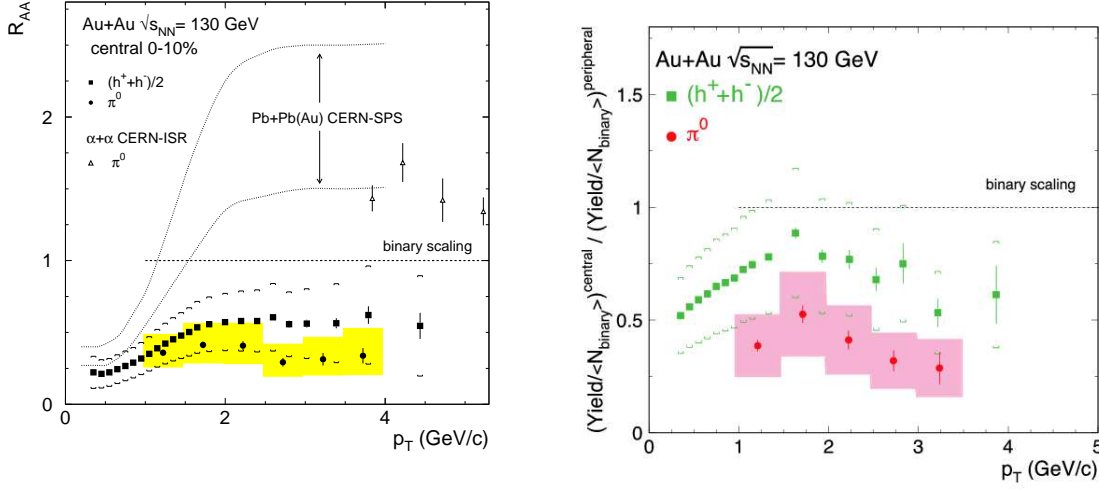 R_AA
Au+Au √s_NN = 130 GeV
central 0-10%
(h⁺+h⁻)/2
π⁰
α+α CERN-ISR
π⁰
Pb+Pb(Au) CERN-SPS
binary scaling
2
1
0
0
2
4
p_T (GeV/c)
(Yield/<N_binary>)^central / (Yield/<N_binary>)^peripheral
Au+Au √s_NN = 130 GeV
(h⁺+h⁻)/2
π⁰
binary scaling
1.5
1
0.5
0
0
1
2
3
4
5
p_T (GeV/c)